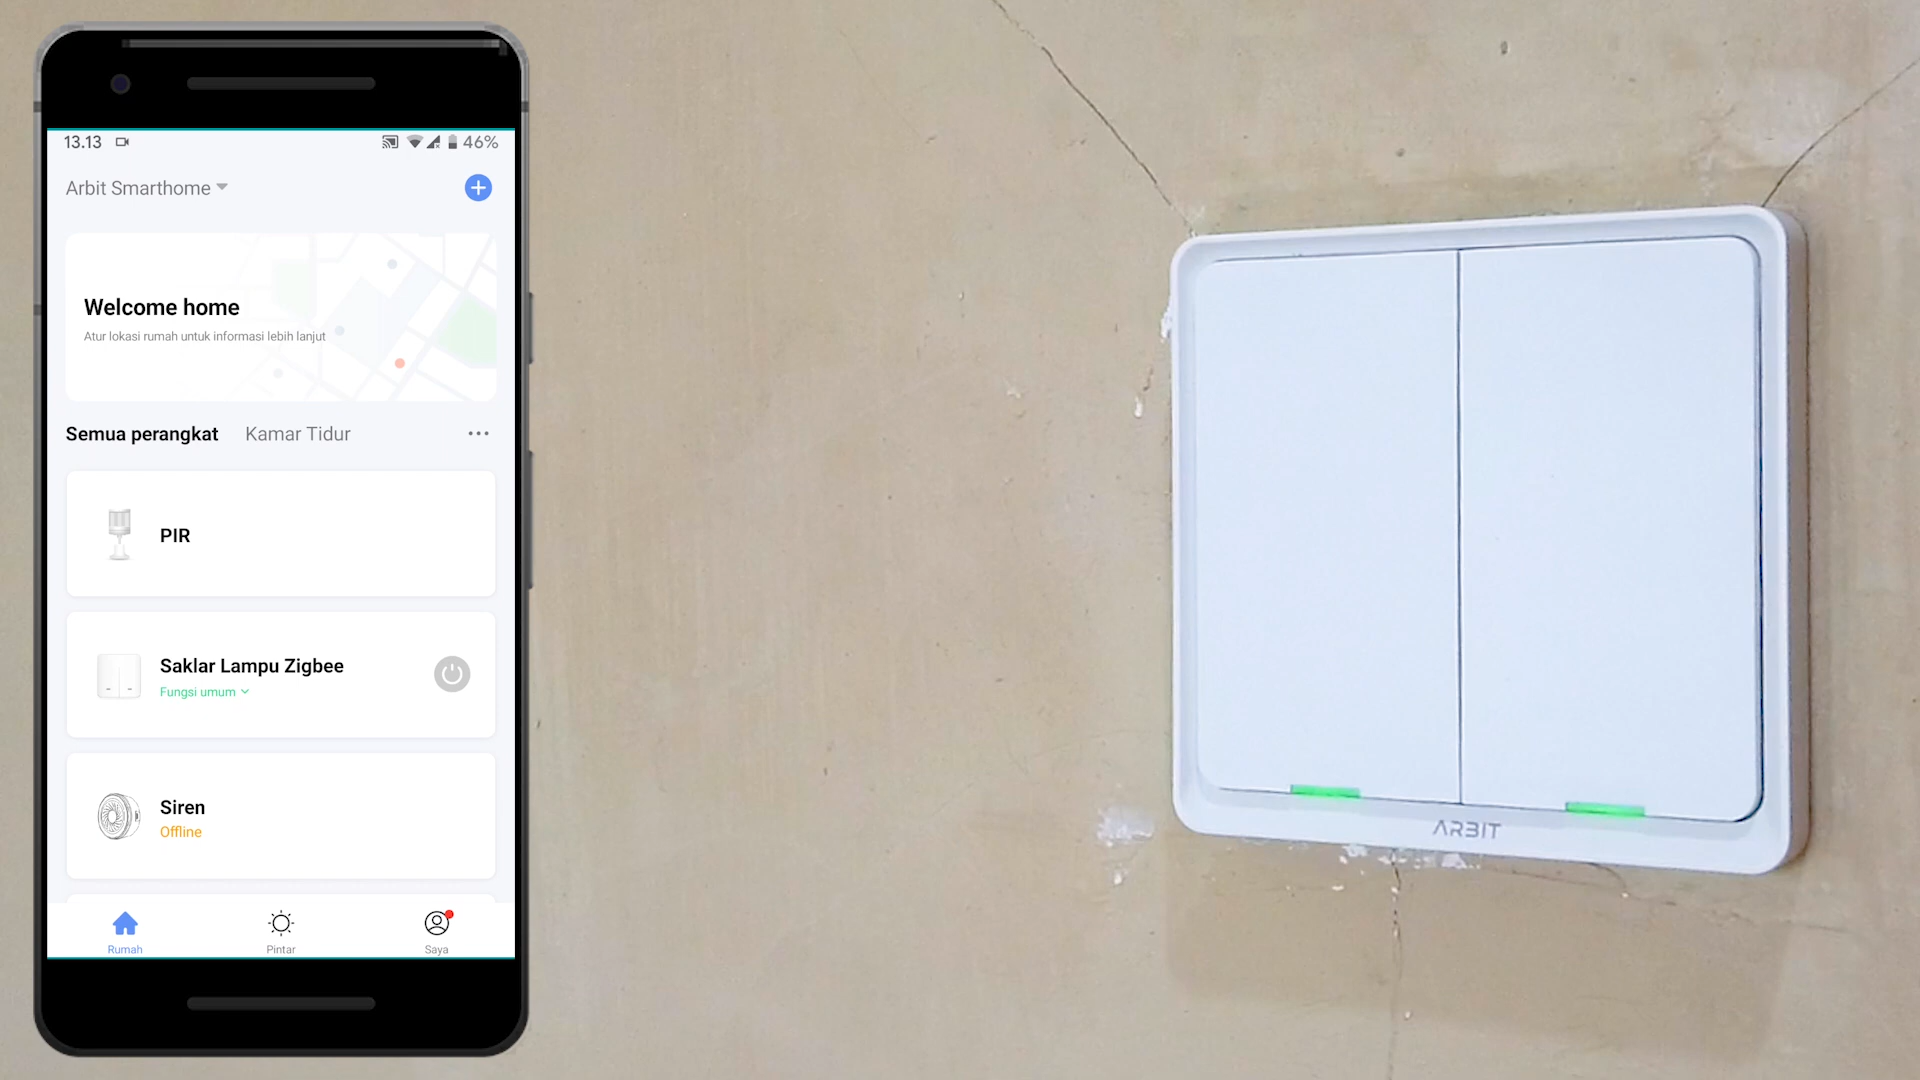 13.13
46%
Arbit Smarthome
Welcome home
Atur lokasi rumah untuk informasi lebih lanjut
Semua perangkat
Kamar Tidur
PIR
Saklar Lampu Zigbee
Fungsi umum
Siren
Offline
Rumah
Pintar
Saya
ARBIT